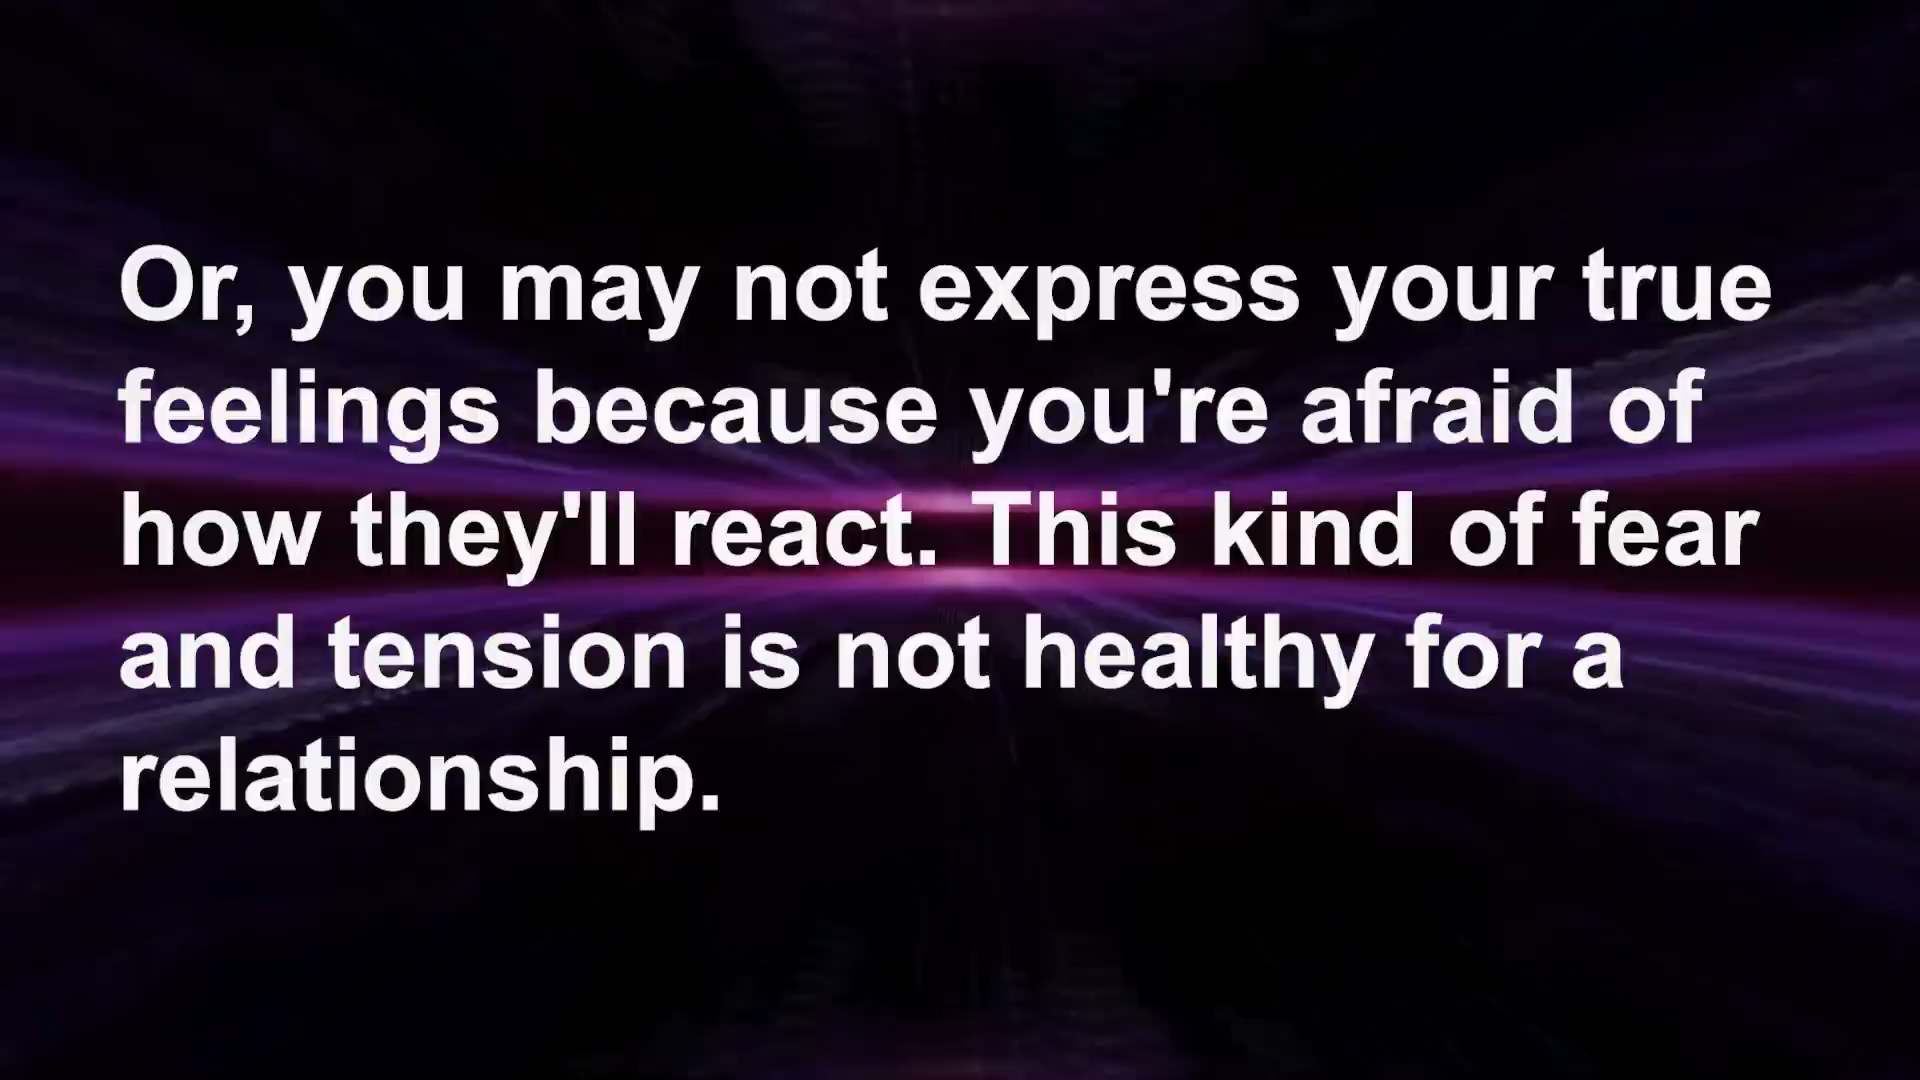 Or, you may not express your true
feelings because you're afraid of
how they'll react. This kind of fear
and tension is not healthy for a
relationship.